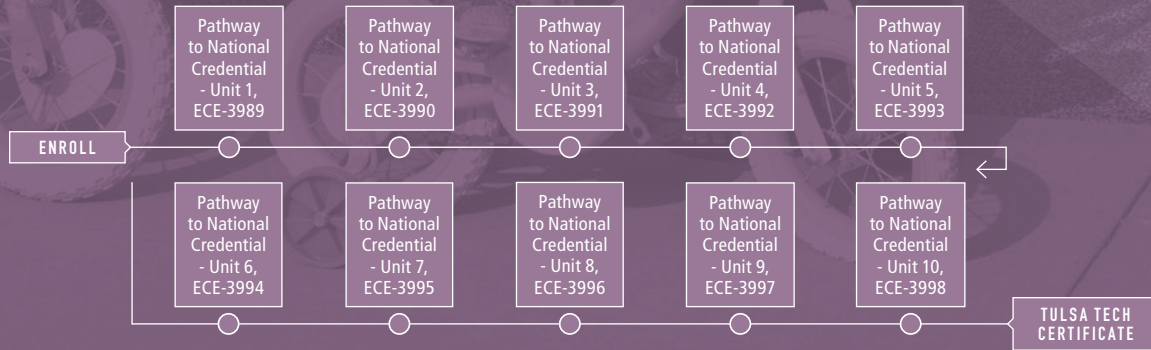 Pathway
to National
Credential
- Unit 1,
ECE-3989
Pathway
to National
Credential
- Unit 2,
ECE-3990
Pathway
to National
Credential
- Unit 3,
ECE-3991
Pathway
to National
Credential
- Unit 4,
ECE-3992
Pathway
to National
Credential
- Unit 5,
ECE-3993
ENROLL
Pathway
to National
Credential
- Unit 6,
ECE-3994
Pathway
to National
Credential
- Unit 7,
ECE-3995
Pathway
to National
Credential
- Unit 8,
ECE-3996
Pathway
to National
Credential
- Unit 9,
ECE-3997
Pathway
to National
Credential
- Unit 10,
ECE-3998
TULSA TECH
CERTIFICATE